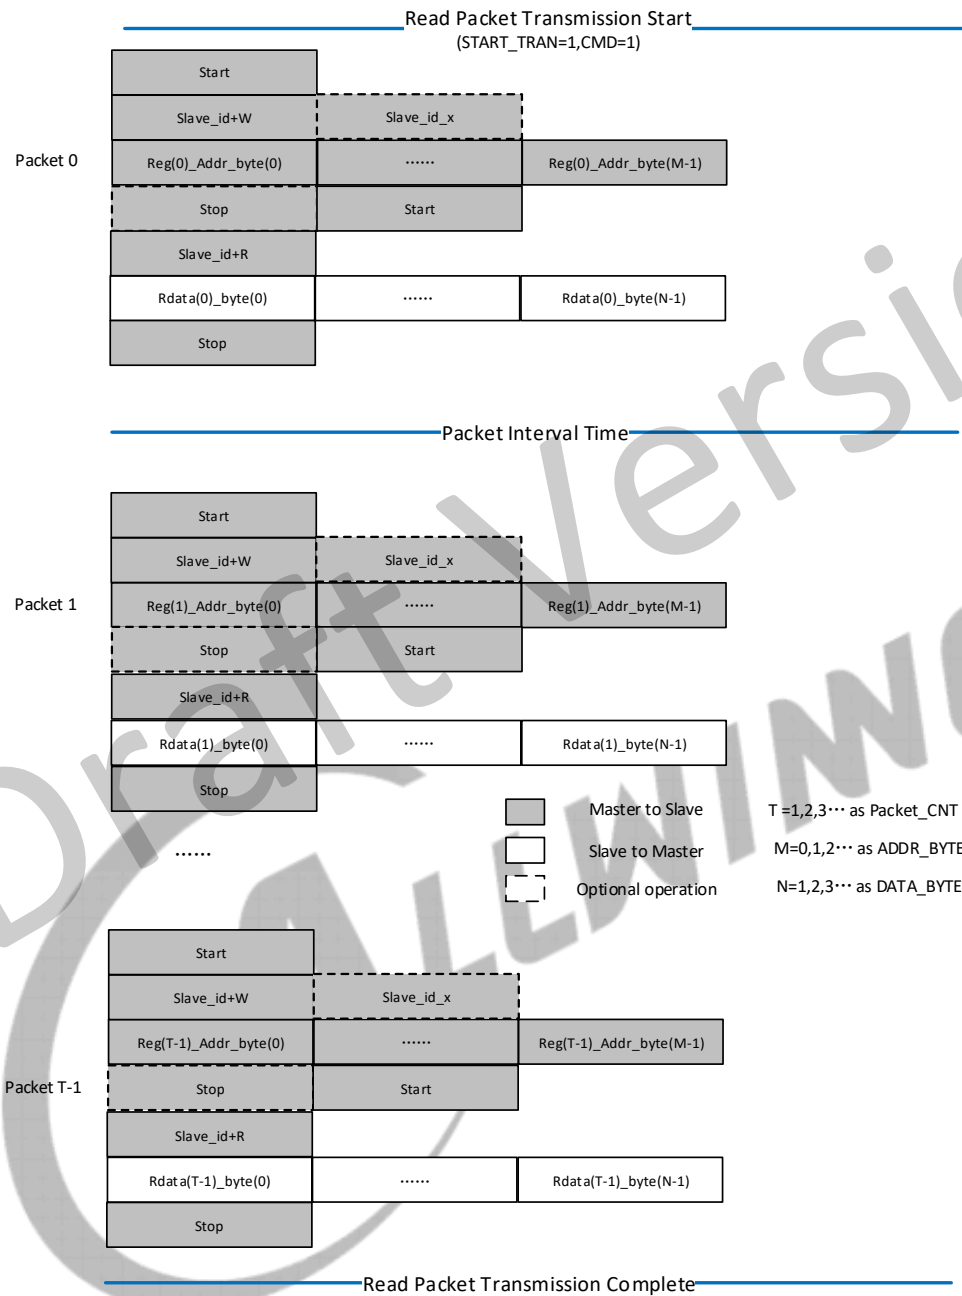 Read Packet Transmission Start
(START_TRAN=1,CMD=1)
Start
Slave_id+W Slave_id_x
Packet 0 Reg(0)_Addr_byte(0) ...... Reg(0)_Addr_byte(M-1)
Stop Start
Slave_id+R
Rdata(0)_byte(0) ...... Rdata(0)_byte(N-1)
Stop
Packet Interval Time
Start
Slave_id+W Slave_id_x
Packet 1 Reg(1)_Addr_byte(0) ...... Reg(1)_Addr_byte(M-1)
Stop Start
Slave_id+R
Rdata(1)_byte(0) ...... Rdata(1)_byte(N-1)
Stop
Master to Slave T =1,2,3··· as Packet_CNT
...... Slave to Master M=0,1,2··· as ADDR_BYTE
Optional operation N=1,2,3··· as DATA_BYTE
Start
Slave_id+W Slave_id_x
Reg(T-1)_Addr_byte(0) ...... Reg(T-1)_Addr_byte(M-1)
Packet T-1 Stop Start
Slave_id+R
Rdata(T-1)_byte(0) ...... Rdata(T-1)_byte(N-1)
Stop
Read Packet Transmission Complete
Draft Versio
ALLWINN